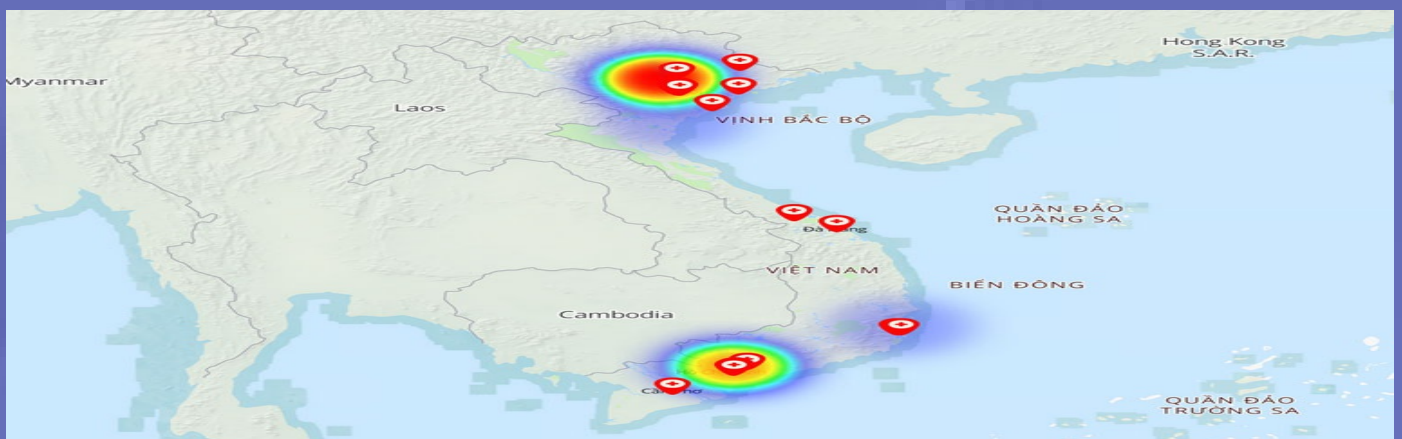 Hong Kong
S.A.R.
Myanmar
Laos
VỊNH BẮC BỘ
QUẦN ĐẢO
HOÀNG SA
VIỆT NAM
BIỂN ĐÔNG
Cambodia
QUẦN ĐẢO
TRƯỜNG SA